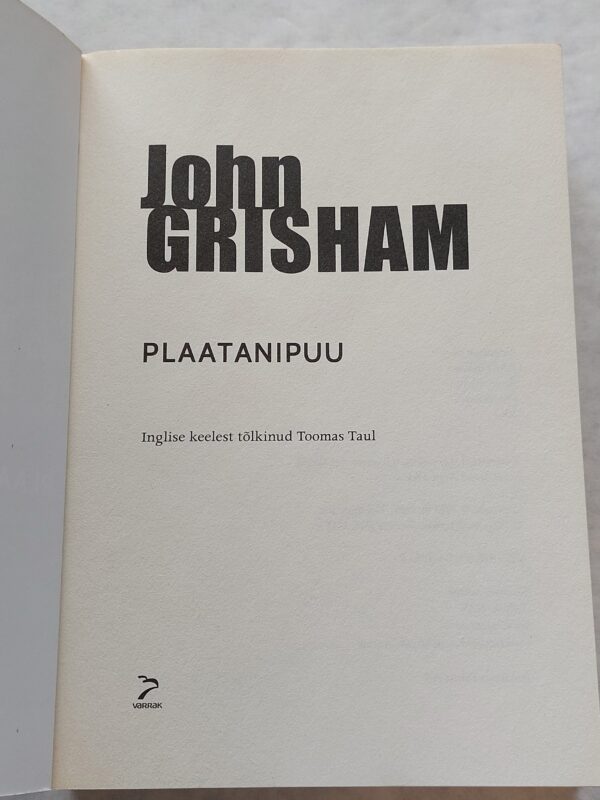 John
GRISHAM
PLAATANIPUU
Inglise keelest tõlkinud Toomas Taul
VARRAK